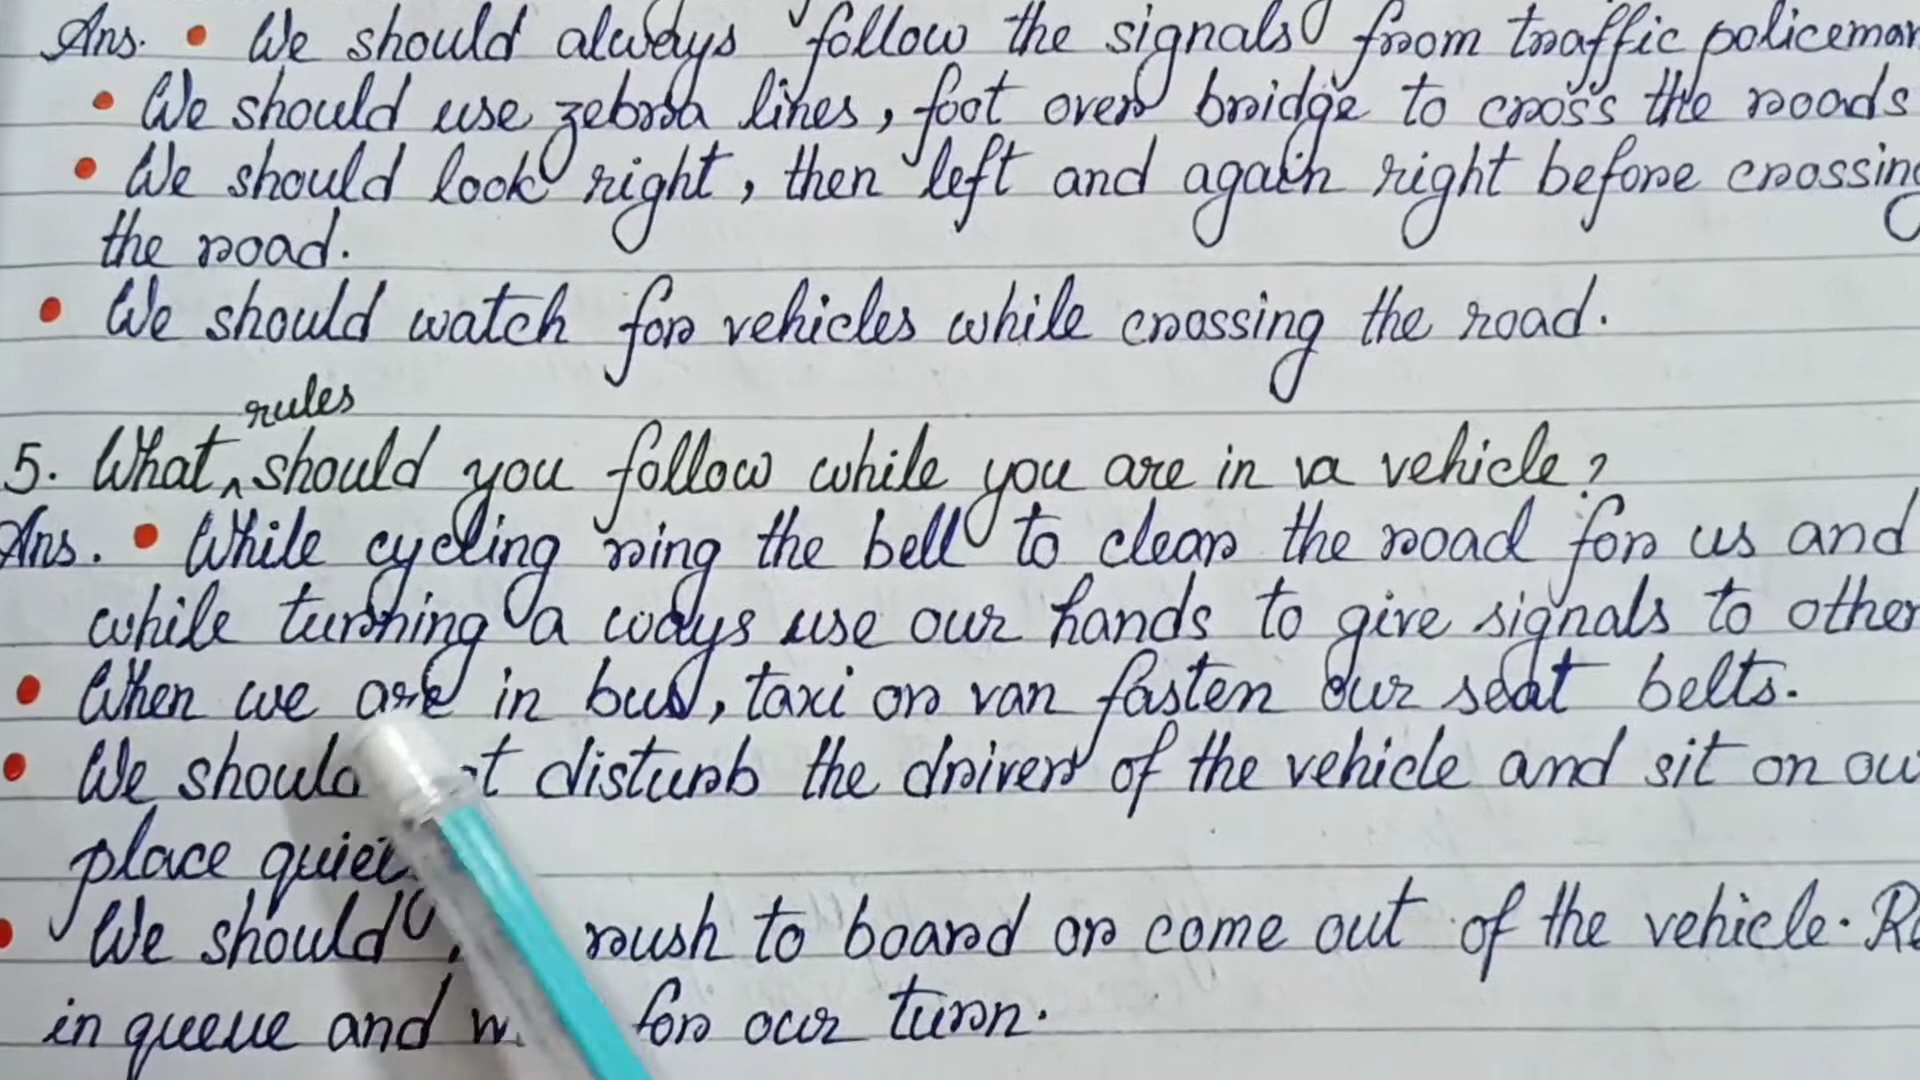 Ans. • We should always follow the signals from traffic policeman
• We should use zebra lines, foot over bridge to cross the roads
• We should look right, then left and again right before crossing
the road.
• We should watch for vehicles while crossing the road.
rules
5. What ^ should you follow while you are in a vehicle?
Ans. • While cycling ring the bell to clear the road for us and
while turning a ways use our hands to give signals to other
• When we are in bus, taxi or van fasten our seat belts.
• We should disturb the driver of the vehicle and sit on
place
• We should rush to board or come out of the vehicle.
in queue and for our turn.